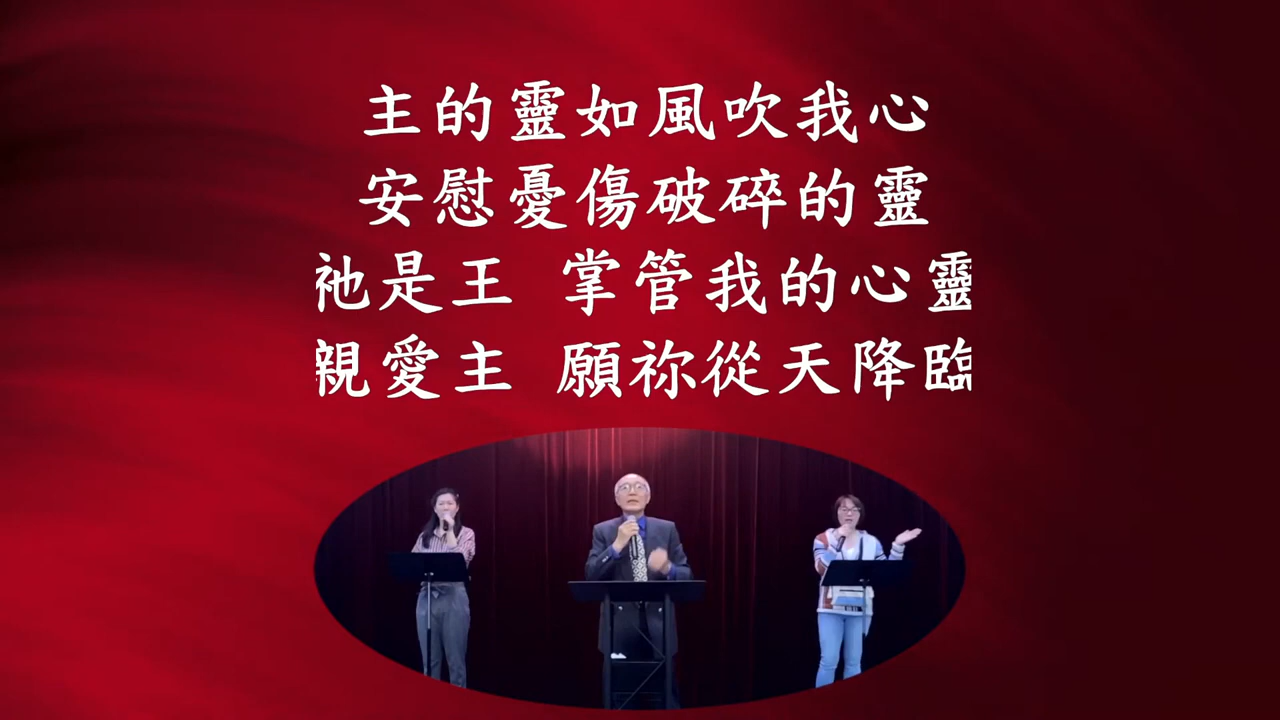 主的靈如風吹我心
安慰憂傷破碎的靈
祂是王 掌管我的心靈
親愛主 願祢從天降臨